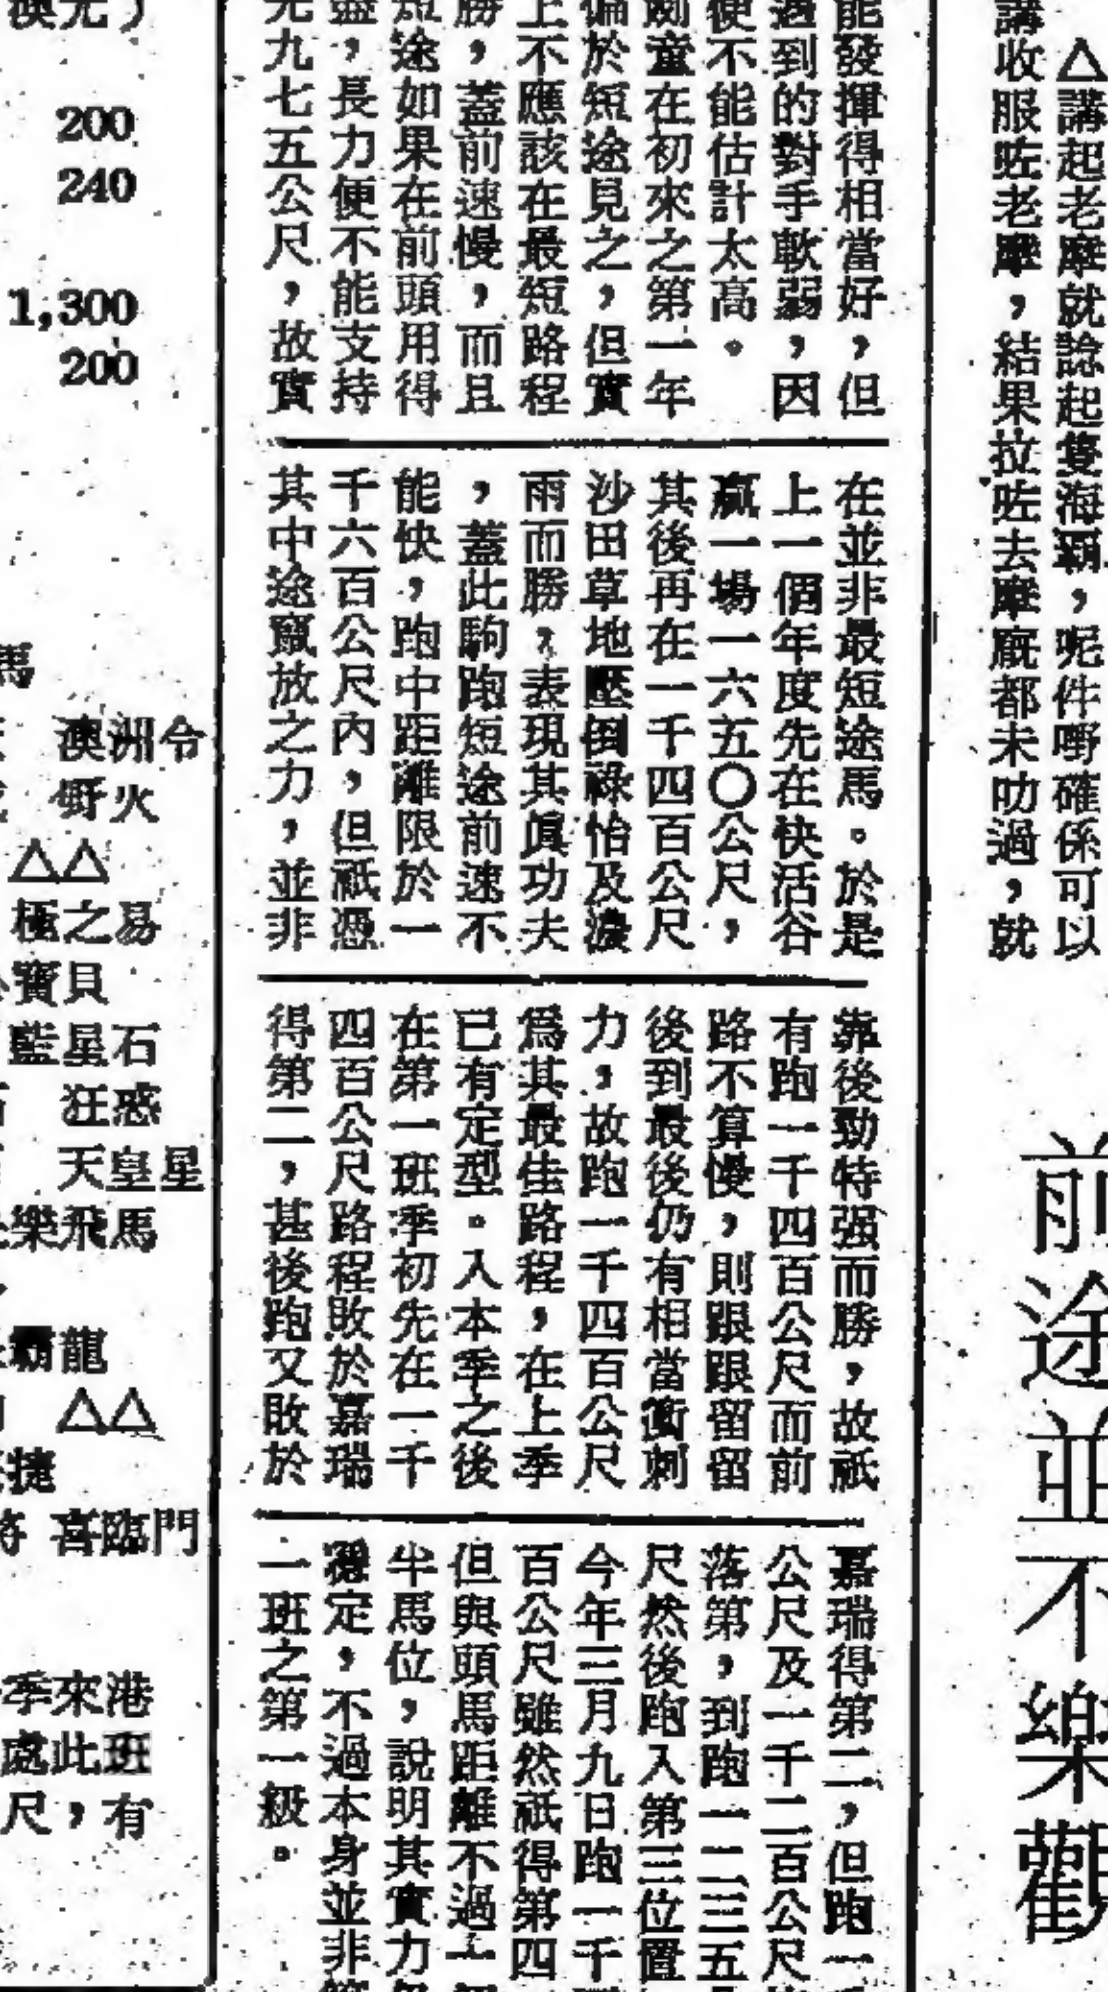 △講起老摩就諗起隻海霸，呢件嘢確係可以
講收服咗老摩，結果拉咗去摩廐都未叻過，就
前途並不樂觀
能發揮得相當好，但
遇到的對手軟弱，因
便不能估計太高。
童在初來之第一年
偏於短途見之，但實
上不應該在最短路程
勝，蓋前速慢，而且
短途如果在前頭用得
盡，長力便不能支持
九七五公尺，故實
在並非最短途馬。於是
上一個年度先在快活谷
贏一場一六五〇公尺，
其後再在一千四百公尺
沙田草地壓倒祿怡及濃
雨而勝，表現其眞功夫
，蓋此駒跑短途前速不
能快，跑中距離限於一
千六百公尺內，但祇憑
其中途竄放之力，並非
靠後勁特强而勝，故祇
有跑一千四百公尺而前
路不算慢，則跟跟留留
後到最後仍有相當衝刺
力，故跑一千四百公尺
爲其最佳路程，在上季
已有定型。入本季之後
在第一班季初先在一千
四百公尺路程敗於嘉瑞
得第二，甚後跑又敗於
嘉瑞得第二，但跑一
公尺及一千二百公尺
落第，到跑一二三五
尺然後跑入第三位置
今年三月九日跑一千
百公尺雖然祇得第四
但與頭馬距離不過一
半馬位，說明其實力
穩定，不過本身並非
一班之第一級。
澳元）
200
240
1,300
200
馬
澳洲令
野火
△△
極之易
寶貝
藍星石
狂惑
天皇星
樂飛馬
霸龍
△△
捷
喜臨門
季來港
處此班
尺，有